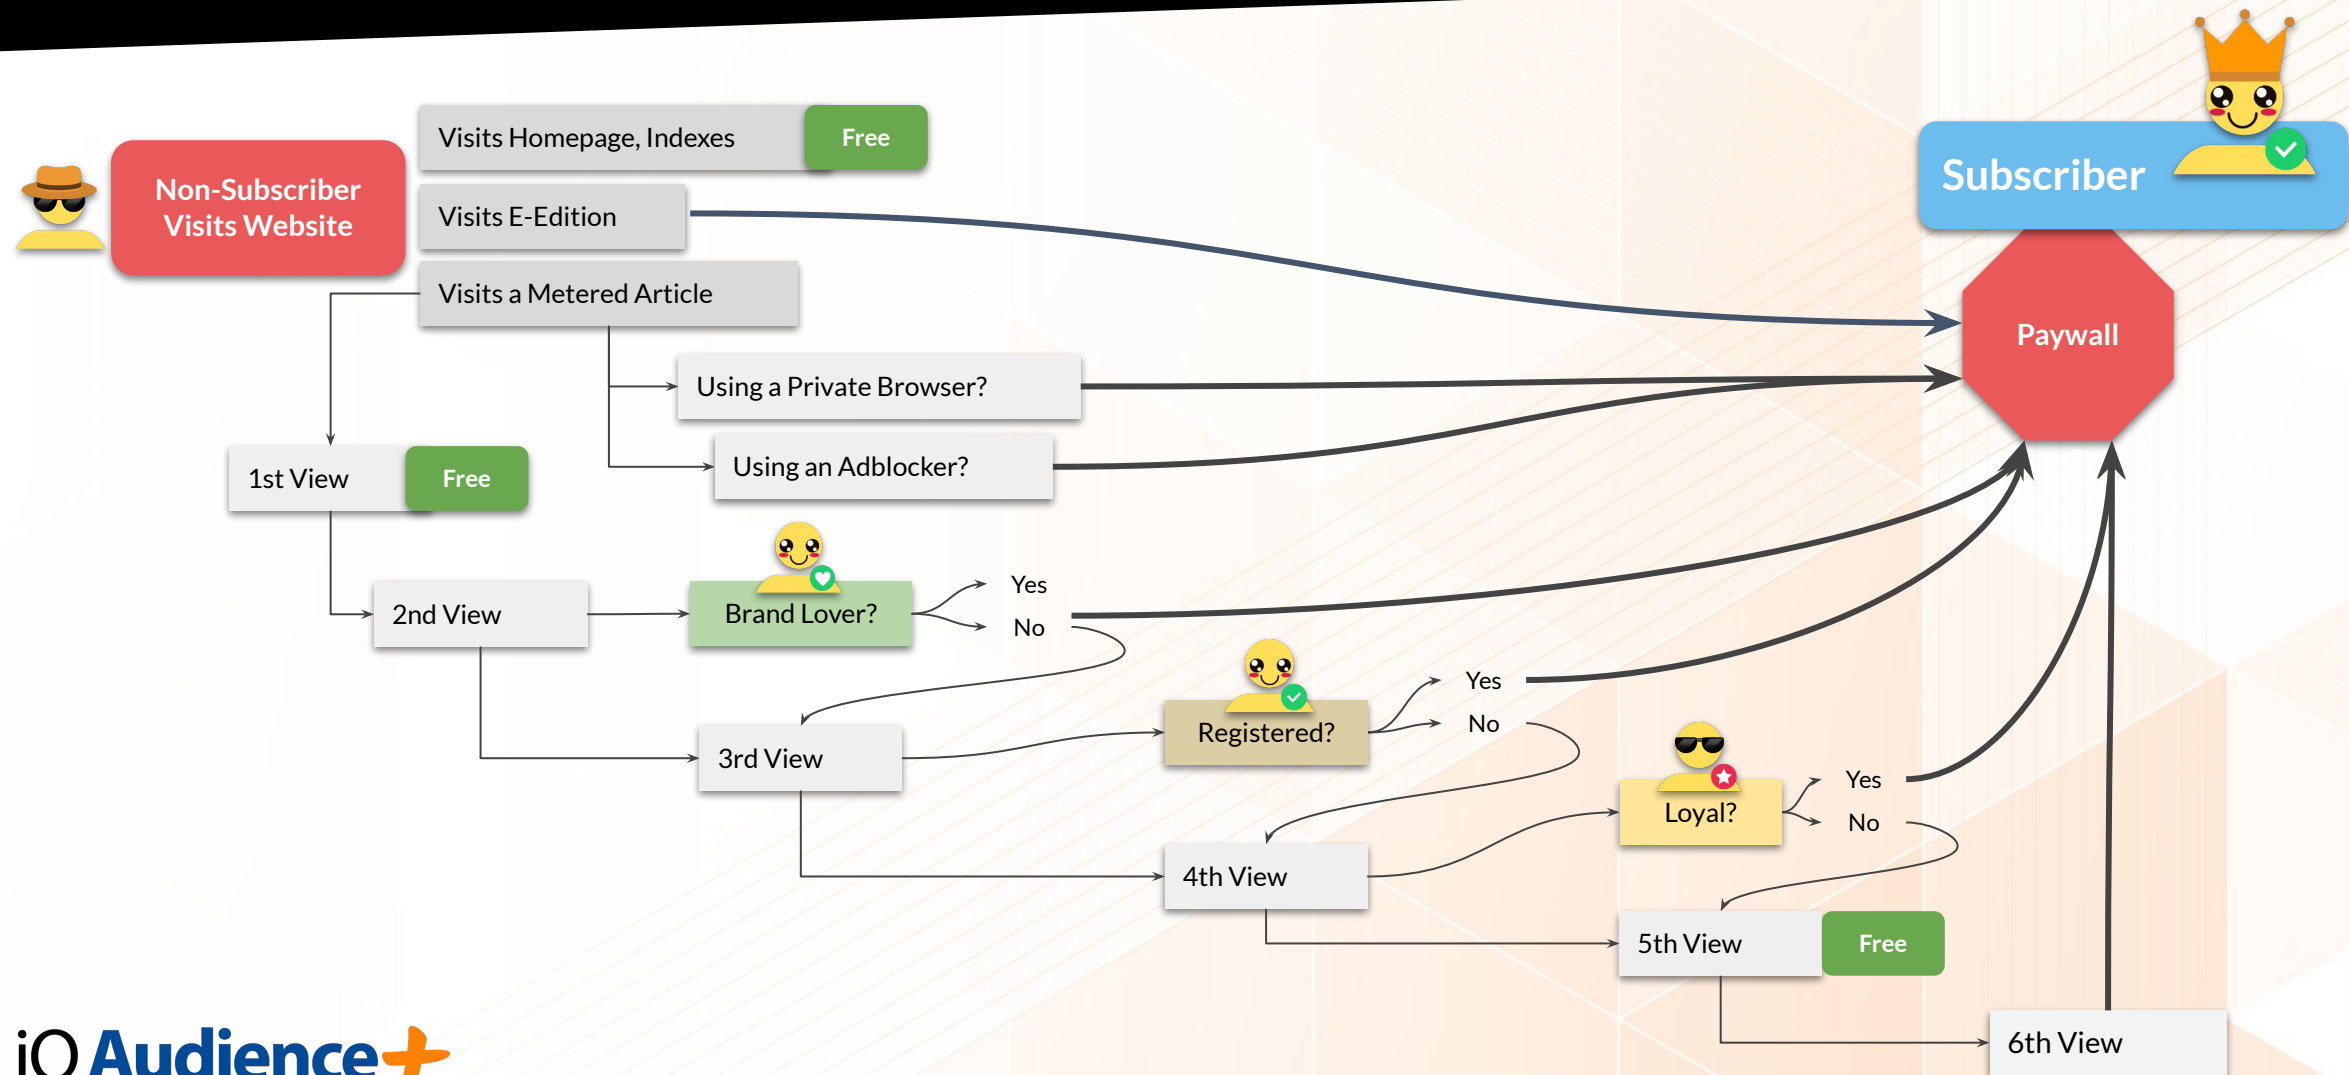 Visits Homepage, Indexes
Free
Subscriber
Non-Subscriber
Visits Website
Visits E-Edition
Visits a Metered Article
Paywall
Using a Private Browser?
Using an Adblocker?
1st View
Free
2nd View
Brand Lover?
Yes
No
3rd View
Registered?
Yes
No
4th View
Loyal?
Yes
No
5th View
Free
6th View
iQ Audience+